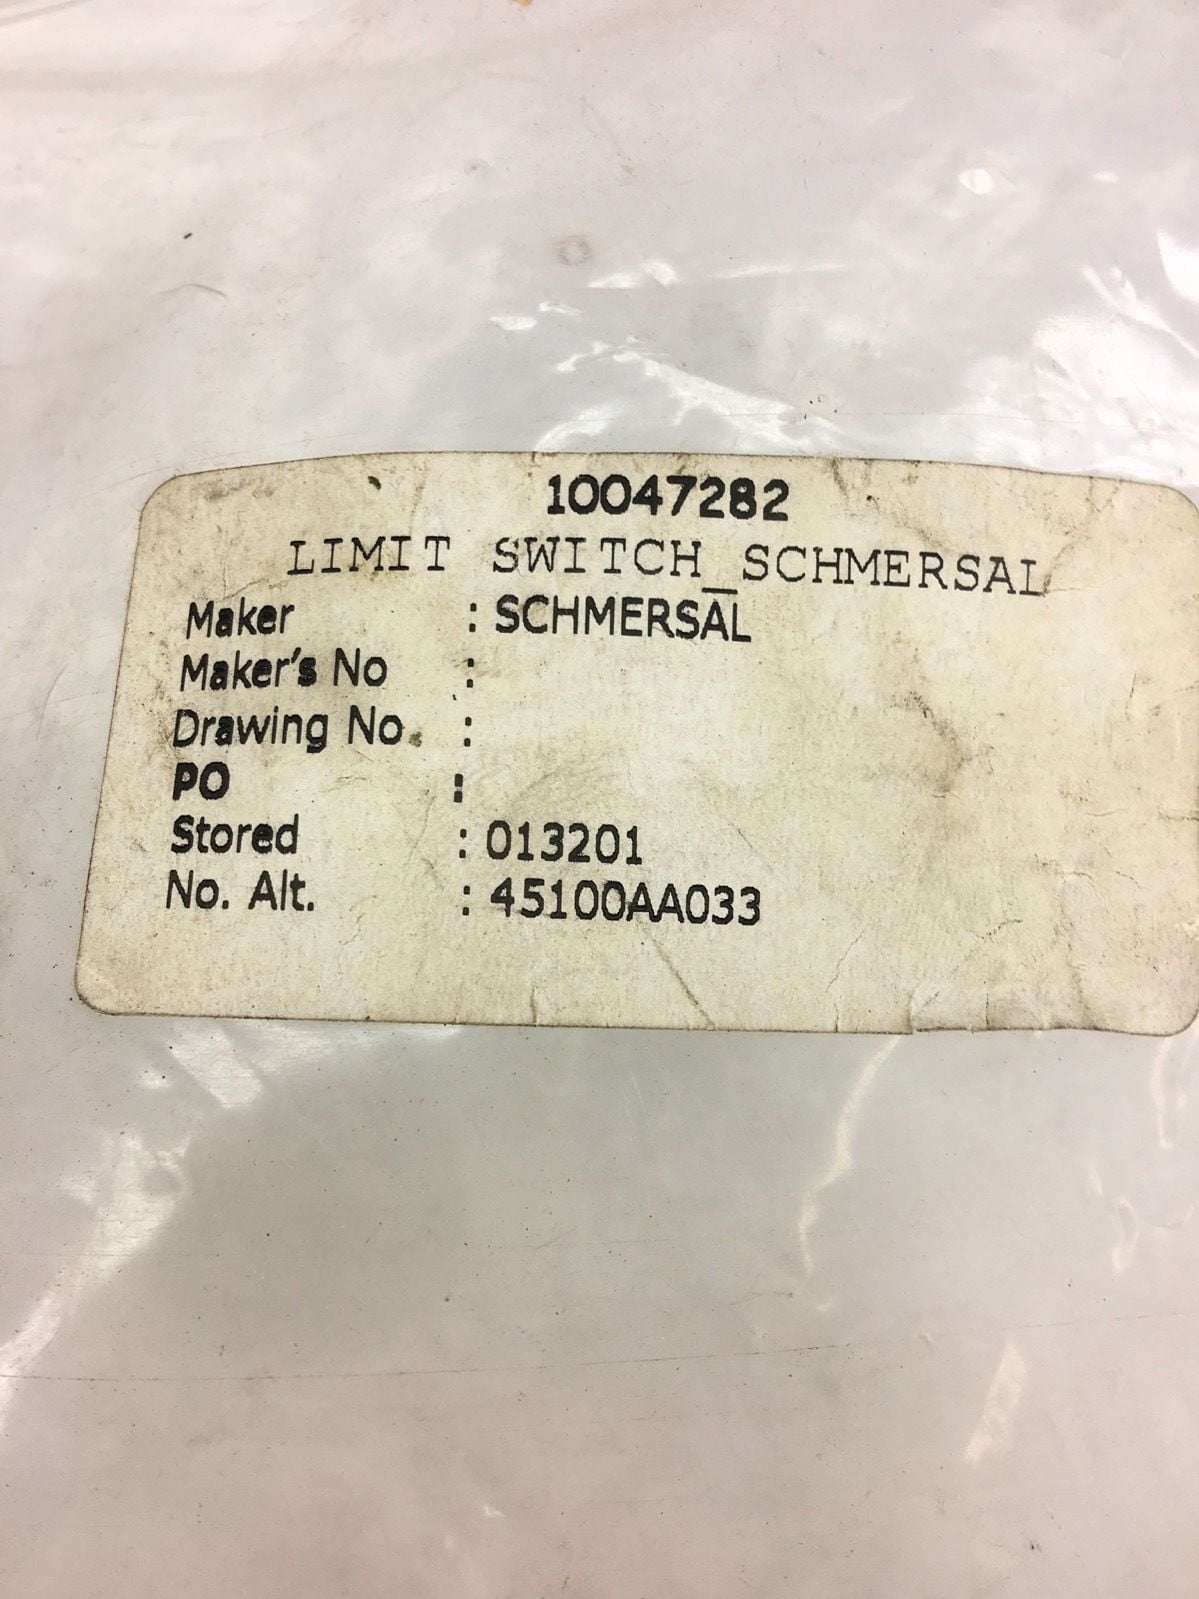 10047282
LIMIT SWITCH_SCHMERSAL
Maker : SCHMERSAL
Maker's No :
Drawing No. :
PO :
Stored : 013201
No. Alt. : 45100AA033